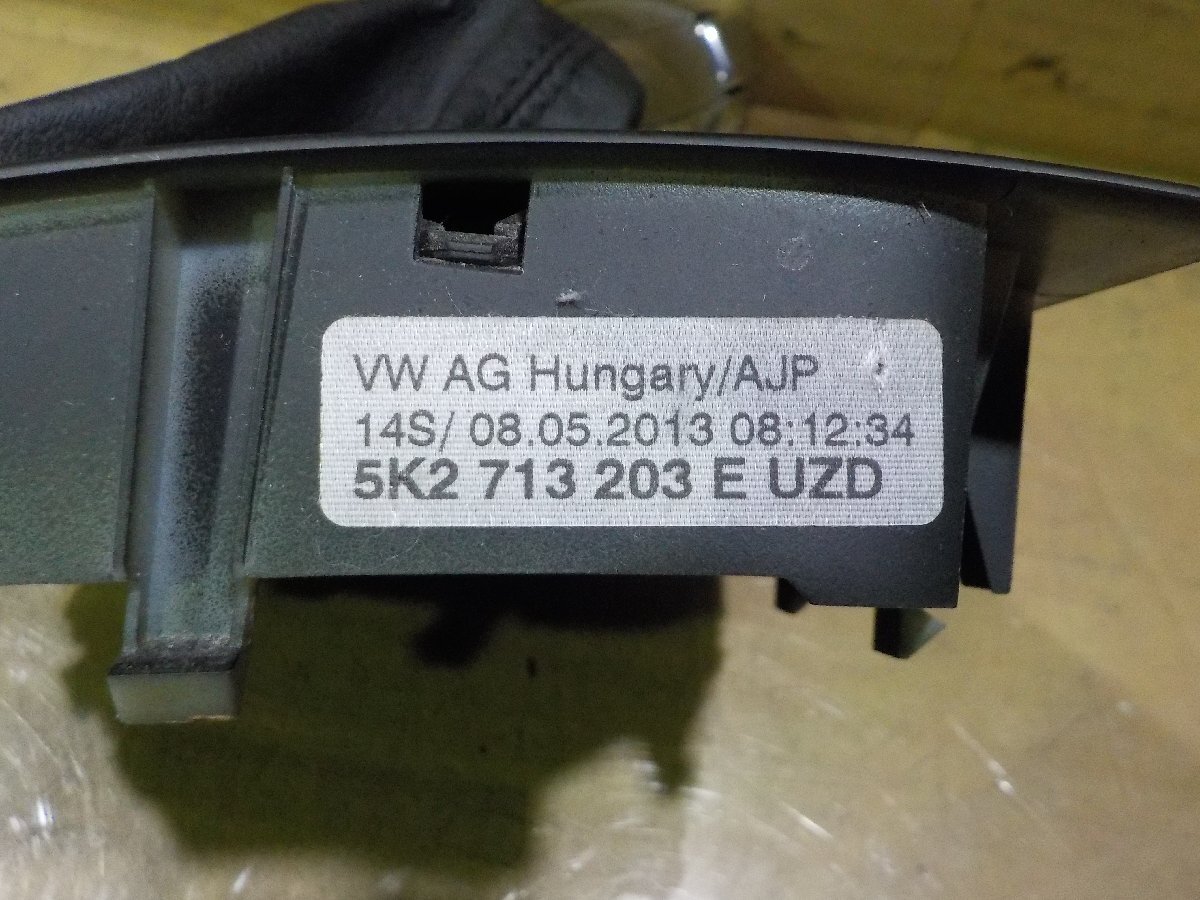 VW AG Hungary/AJP
14S/ 08.05.2013 08:12:34
5K2 713 203 E UZD